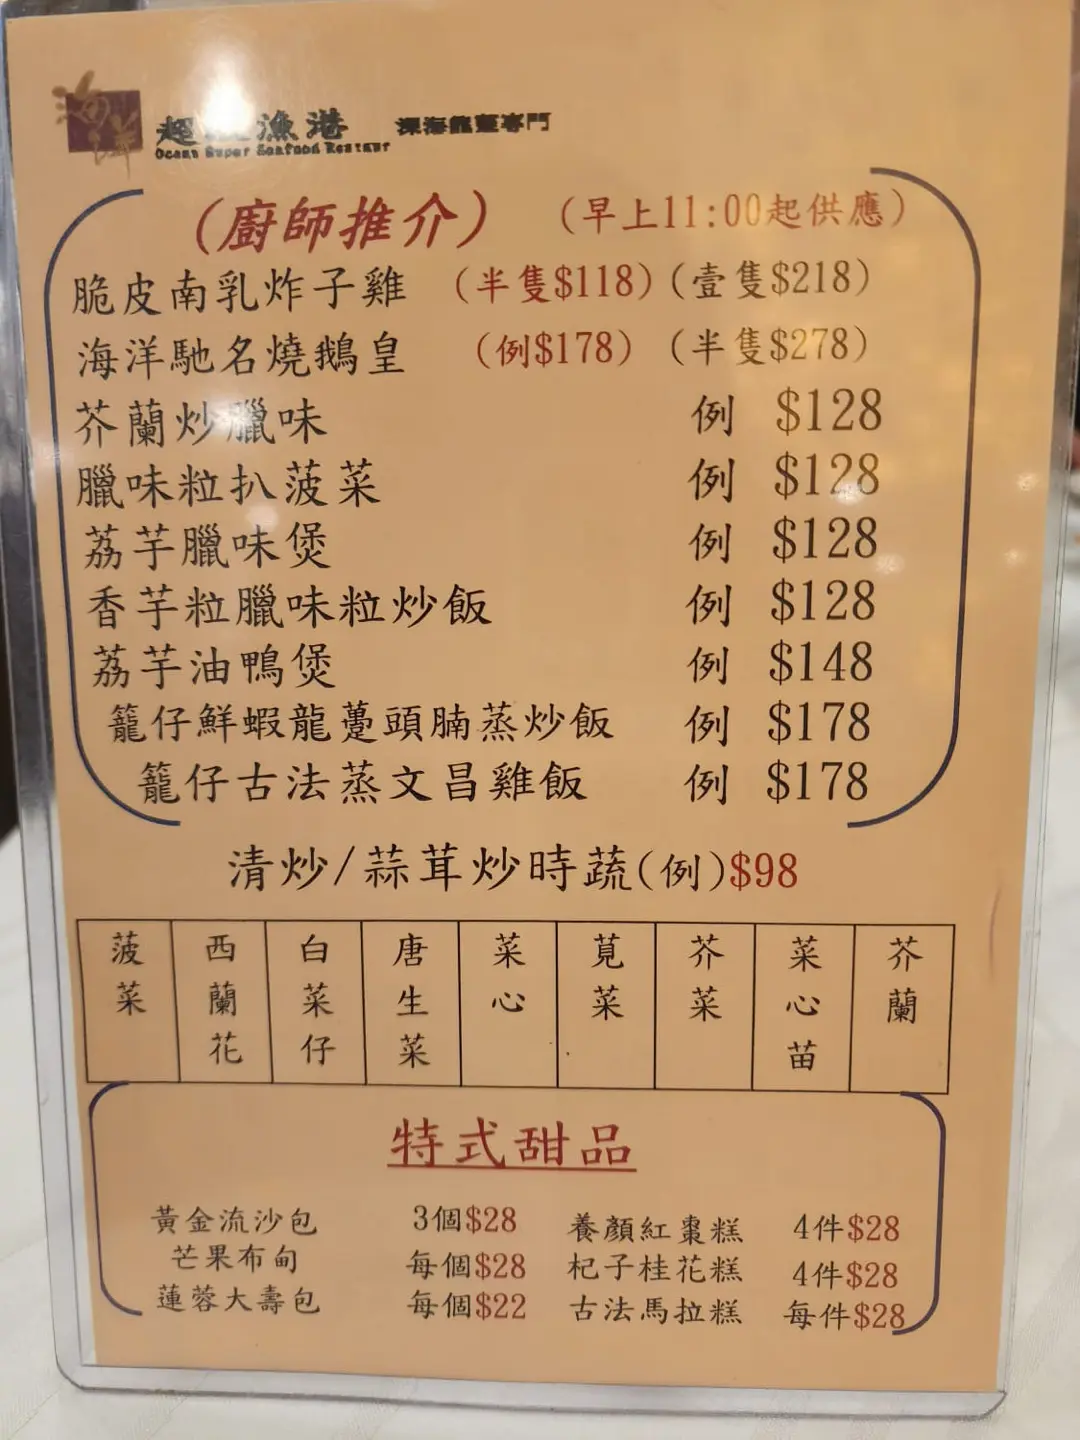 海洋
超 漁港 深海龍躉專門
Ocean Super Seafood Restaur
(廚師推介) (早上11:00起供應)
脆皮南乳炸子雞 (半隻$118) (壹隻$218)
海洋馳名燒鵝皇 (例$178) (半隻$278)
芥蘭炒臘味 例 $128
臘味粒扒菠菜 例 $128
荔芋臘味煲 例 $128
香芋粒臘味粒炒飯 例 $128
荔芋油鴨煲 例 $148
籠仔鮮蝦龍躉頭腩蒸炒飯 例 $178
籠仔古法蒸文昌雞飯 例 $178
清炒/蒜茸炒時蔬(例)$98
菠菜 西蘭花 白菜仔 唐生菜 菜心 莧菜 芥菜 菜心苗 芥蘭
特式甜品
黃金流沙包 3個$28 養顏紅棗糕 4件$28
芒果布甸 每個$28 杞子桂花糕 4件$28
蓮蓉大壽包 每個$22 古法馬拉糕 每件$28